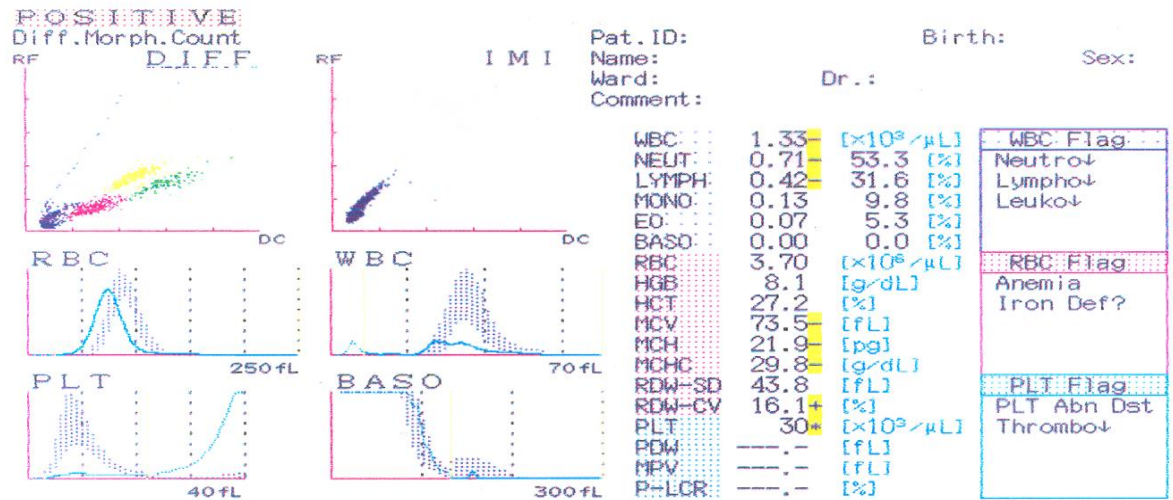 POSITIVE
Diff.Morph.Count
RF DIFF
DC
RF IMI
DC
RBC
250fL
WBC
70fL
PLT
40fL
BASO
300fL
Pat.ID: Birth:
Name: Sex:
Ward: Dr.:
Comment:
WBC 1.33- [×10³/µL]
NEUT 0.71- 53.3 [%]
LYMPH 0.42- 31.6 [%]
MONO 0.13 9.8 [%]
EO 0.07 5.3 [%]
BASO 0.00 0.0 [%]
RBC 3.70 [×10⁶/µL]
HGB 8.1 [g/dL]
HCT 27.2 [%]
MCV 73.5- [fL]
MCH 21.9- [pg]
MCHC 29.8- [g/dL]
RDW-SD 43.8 [fL]
RDW-CV 16.1+ [%]
PLT 30* [×10³/µL]
PDW ---.- [fL]
MPV ---.- [fL]
P-LCR ---.- [%]
WBC Flag
Neutro↓
Lympho↓
Leuko↓
RBC Flag
Anemia
Iron Def?
PLT Flag
PLT Abn Dst
Thrombo↓